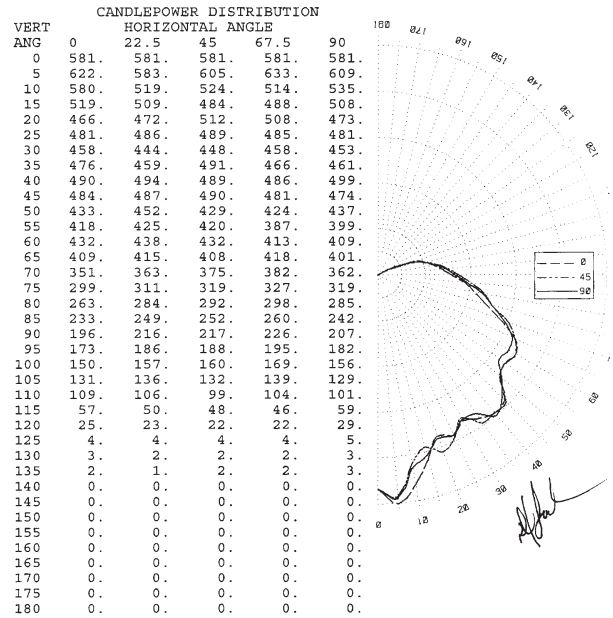 CANDLEPOWER DISTRIBUTION
VERT HORIZONTAL ANGLE
ANG 0 22.5 45 67.5 90
0 581. 581. 581. 581. 581.
5 622. 583. 605. 633. 609.
10 580. 519. 524. 514. 535.
15 519. 509. 484. 488. 508.
20 466. 472. 512. 508. 473.
25 481. 486. 489. 485. 481.
30 458. 444. 448. 458. 453.
35 476. 459. 491. 466. 461.
40 490. 494. 489. 486. 499.
45 484. 487. 490. 481. 474.
50 433. 452. 429. 424. 437.
55 418. 425. 420. 387. 399.
60 432. 438. 432. 413. 409.
65 409. 415. 408. 418. 401.
70 351. 363. 375. 382. 362.
75 299. 311. 319. 327. 319.
80 263. 284. 292. 298. 285.
85 233. 249. 252. 260. 242.
90 196. 216. 217. 226. 207.
95 173. 186. 188. 195. 182.
100 150. 157. 160. 169. 156.
105 131. 136. 132. 139. 129.
110 109. 106. 99. 104. 101.
115 57. 50. 48. 46. 59.
120 25. 23. 22. 22. 29.
125 4. 4. 4. 4. 5.
130 3. 2. 2. 2. 3.
135 2. 1. 2. 2. 3.
140 0. 0. 0. 0. 0.
145 0. 0. 0. 0. 0.
150 0. 0. 0. 0. 0.
155 0. 0. 0. 0. 0.
160 0. 0. 0. 0. 0.
165 0. 0. 0. 0. 0.
170 0. 0. 0. 0. 0.
175 0. 0. 0. 0. 0.
180 0. 0. 0. 0. 0.
180
170
160
150
140
130
120
0
45
90
60
50
40
30
20
10
0